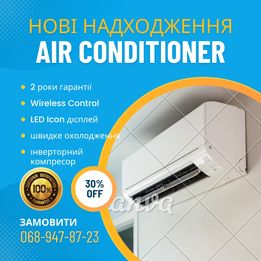 НОВІ НАДХОДЖЕННЯ
AIR CONDITIONER
2 роки гарантії
Wireless Control
LED Icon дісплей
швидке охолодження
інверторний
компресор
100%
30%
OFF
ЗАМОВИТИ
068-947-87-23
Canva